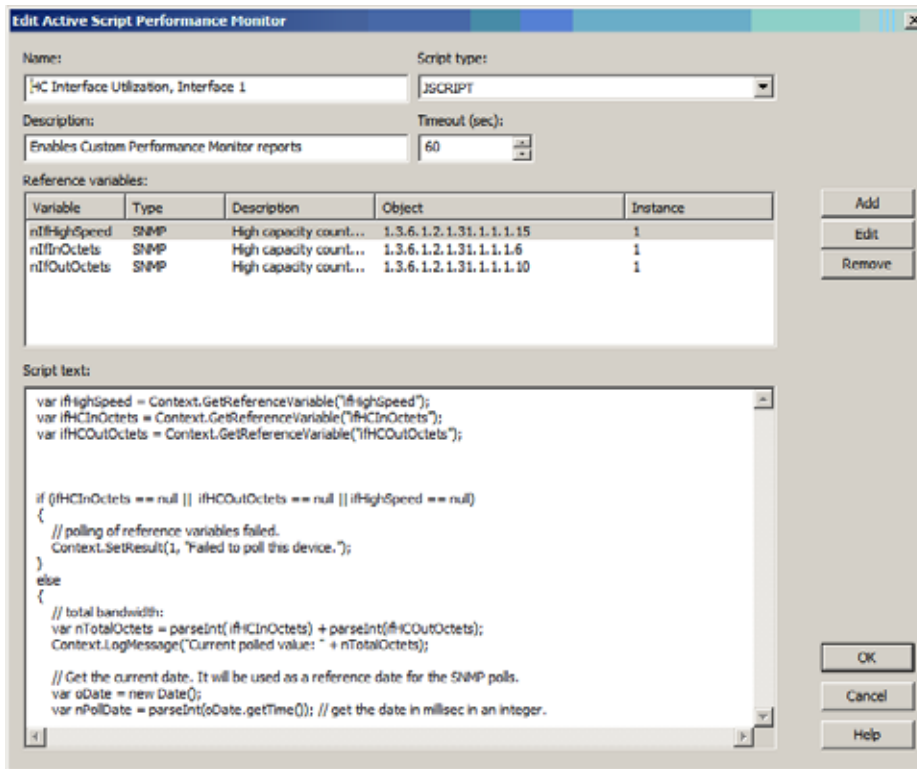 Edit Active Script Performance Monitor
Name:
Script type:
HC Interface Utilization, Interface 1
JSCRIPT
Description:
Timeout (sec):
Enables Custom Performance Monitor reports
60
Reference variables:
Variable Type Description Object Instance
nIfHighSpeed SNMP High capacity count... 1.3.6.1.2.1.31.1.1.1.15 1
nIfInOctets SNMP High capacity count... 1.3.6.1.2.1.31.1.1.1.6 1
nIfOutOctets SNMP High capacity count... 1.3.6.1.2.1.31.1.1.1.10 1
Add
Edit
Remove
Script text:
var ifHighSpeed = Context.GetReferenceVariable("ifHighSpeed");
var ifHCInOctets = Context.GetReferenceVariable("ifHCInOctets");
var ifHCOutOctets = Context.GetReferenceVariable("ifHCOutOctets");
if (ifHCInOctets == null || ifHCOutOctets == null || ifHighSpeed == null)
{
// polling of reference variables failed.
Context.SetResult(1, "Failed to poll this device.");
}
else
{
// total bandwidth:
var nTotalOctets = parseInt( ifHCInOctets) + parseInt(ifHCOutOctets);
Context.LogMessage("Current polled value: " + nTotalOctets);
// Get the current date. It will be used as a reference date for the SNMP polls.
var oDate = new Date();
var nPollDate = parseInt(oDate.getTime()); // get the date in millisec in an integer.
OK
Cancel
Help